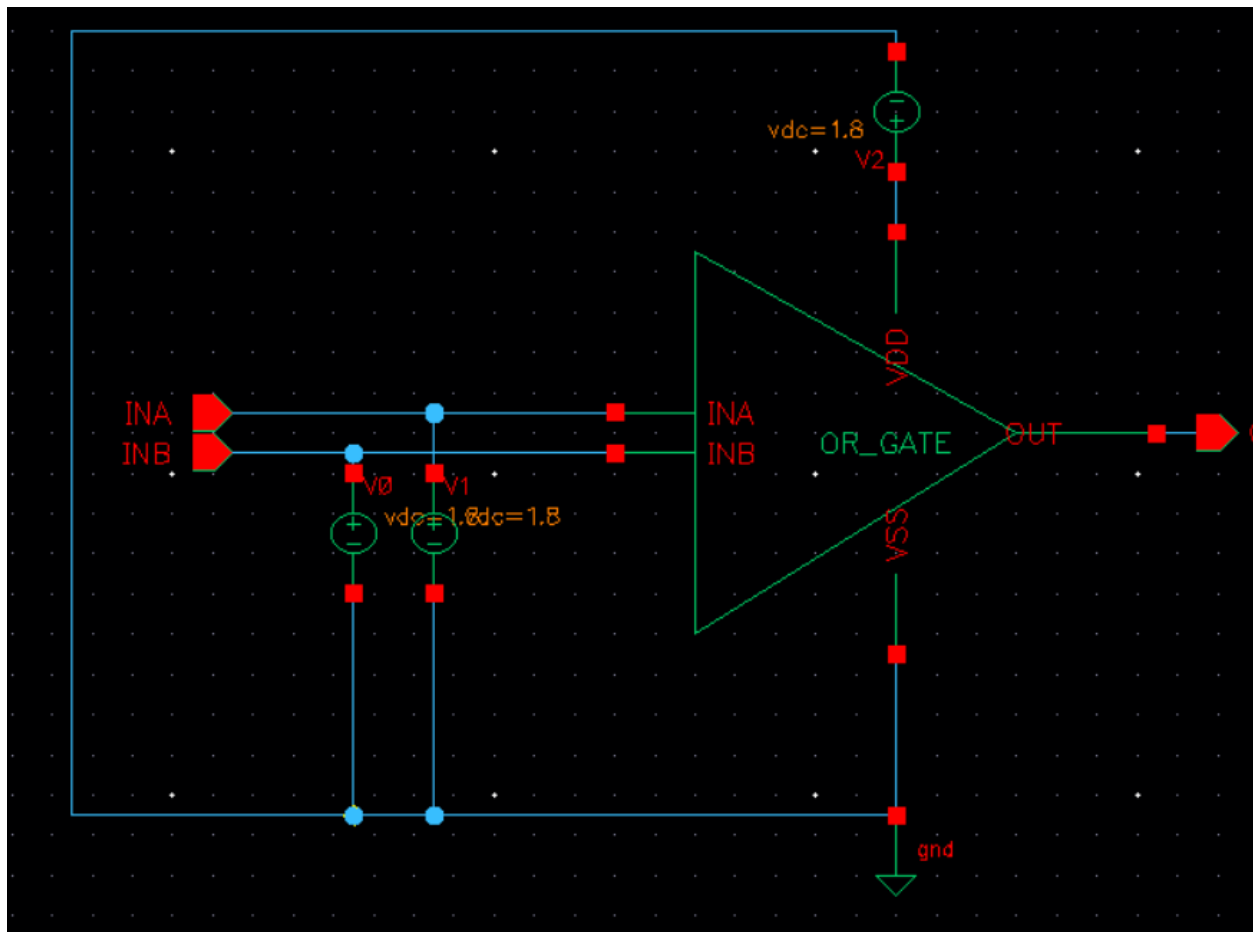 vdc=1.8
V2
VDD
INA
INB
INA
INB
OR_GATE
OUT
V0
V1
vdc=1.8
vdc=1.8
VSS
gnd